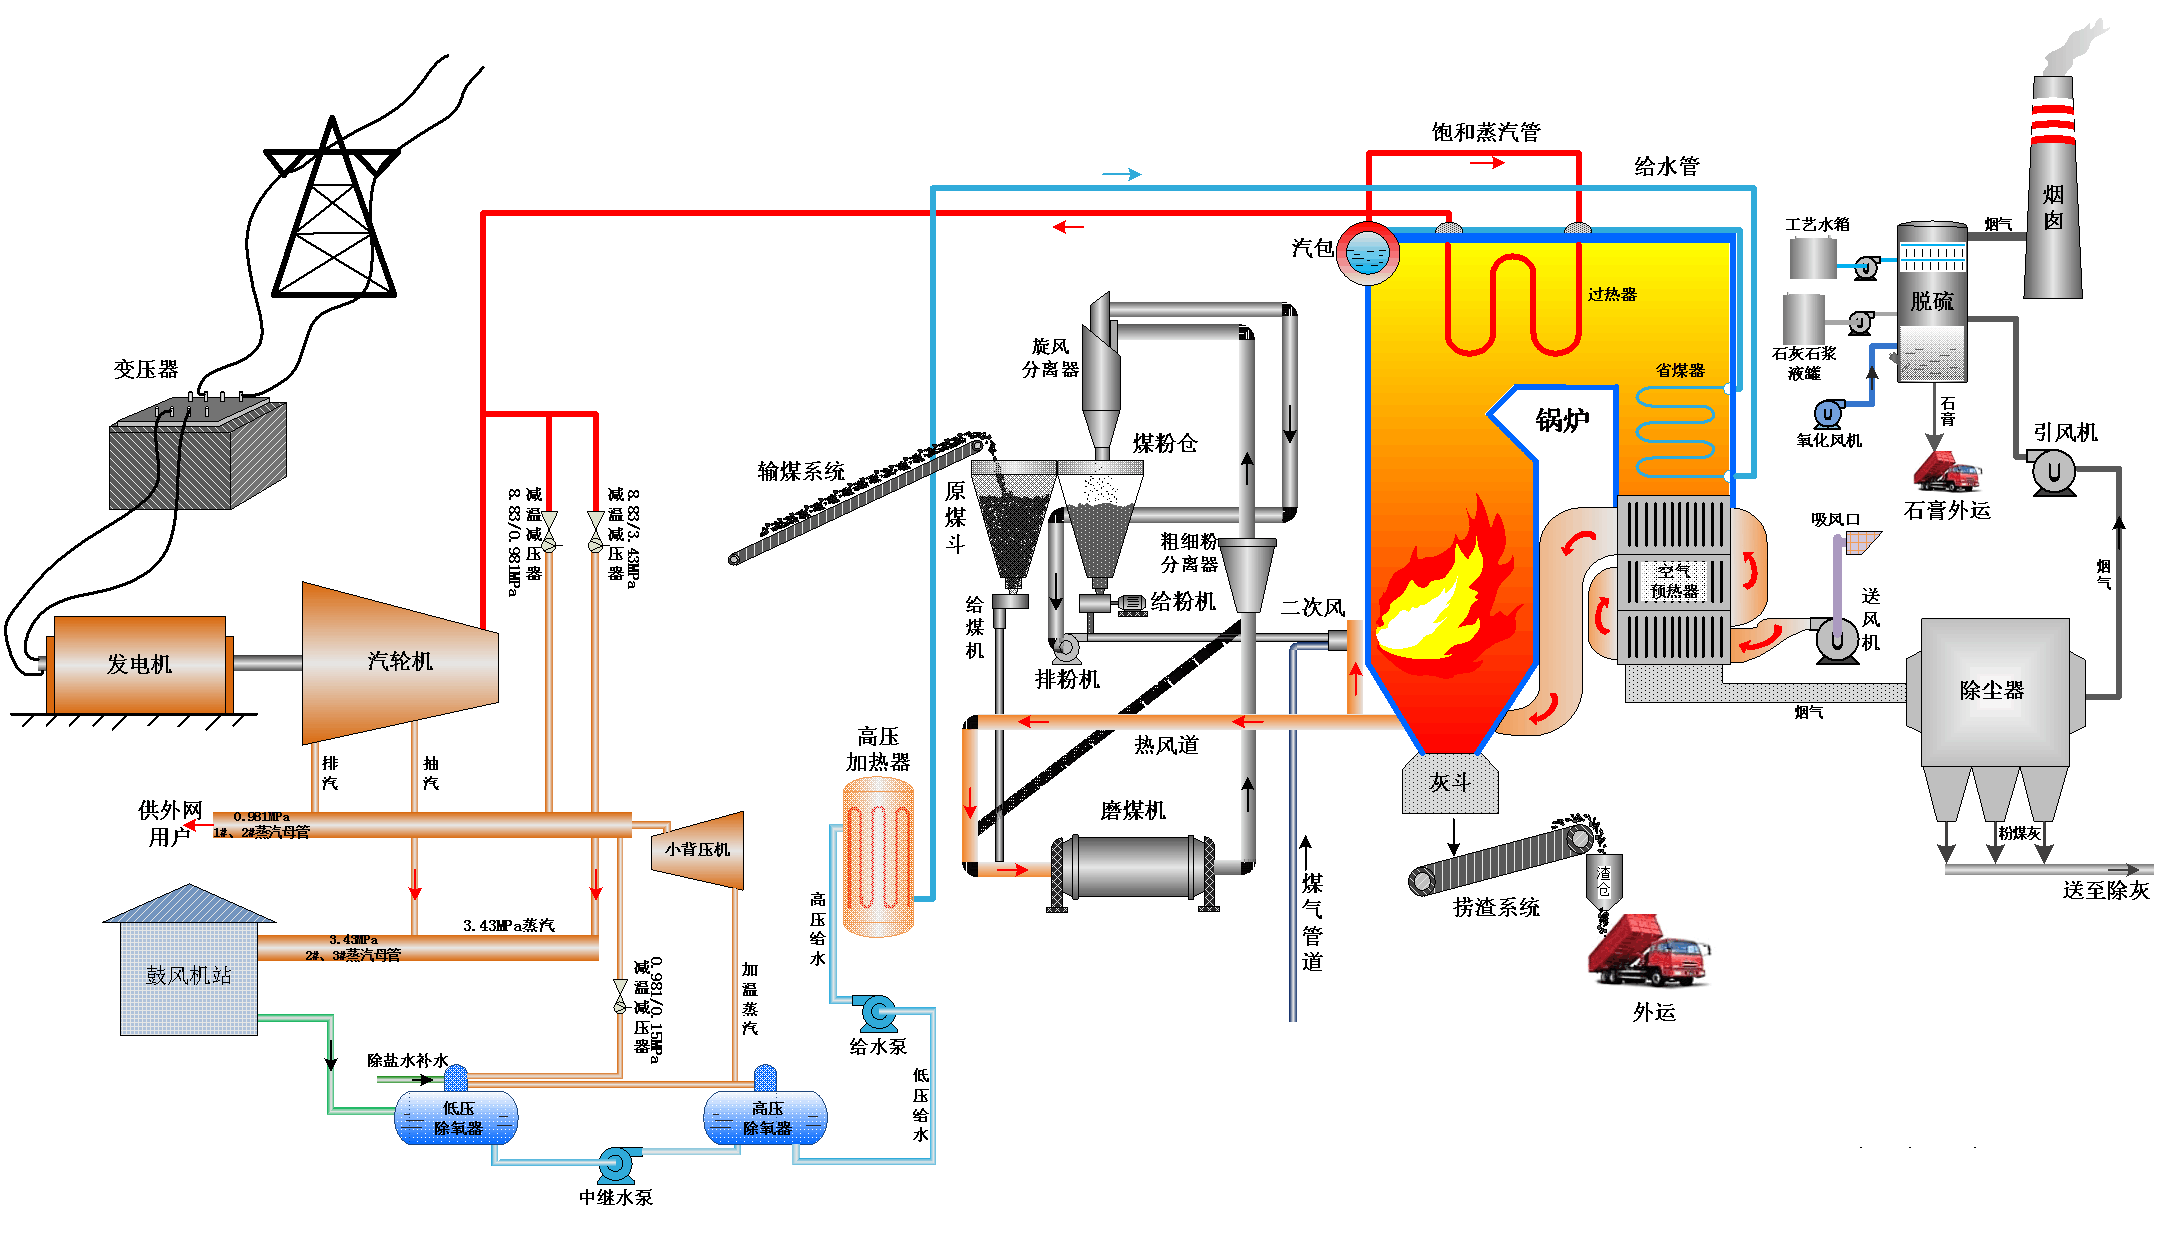 饱和蒸汽管
给水管
烟囱
工艺水箱
烟气
汽包
过热器
脱硫
石灰石浆
液罐
旋风
分离器
变压器
省煤器
石膏
锅炉
氧化风机
引风机
煤粉仓
输煤系统
原煤斗
石膏外运
吸风口
8.83/0.981MPa
减温减压器
8.83/3.43MPa
减温减压器
粗细粉
分离器
空气
预热器
烟气
给煤机
给粉机
二次风
送风机
发电机
汽轮机
排粉机
除尘器
烟气
热风道
高压
加热器
排汽
抽汽
灰斗
供外网
用户
0.981MPa
1#、2#蒸汽母管
磨煤机
粉煤灰
小背压机
渣仓
送至除灰
煤气管道
捞渣系统
高压给水
3.43MPa蒸汽
3.43MPa
2#、3#蒸汽母管
鼓风机站
0.981/0.15MPa
减温减压器
加温蒸汽
外运
给水泵
除盐水补水
低压给水
低压
除氧器
高压
除氧器
中继水泵